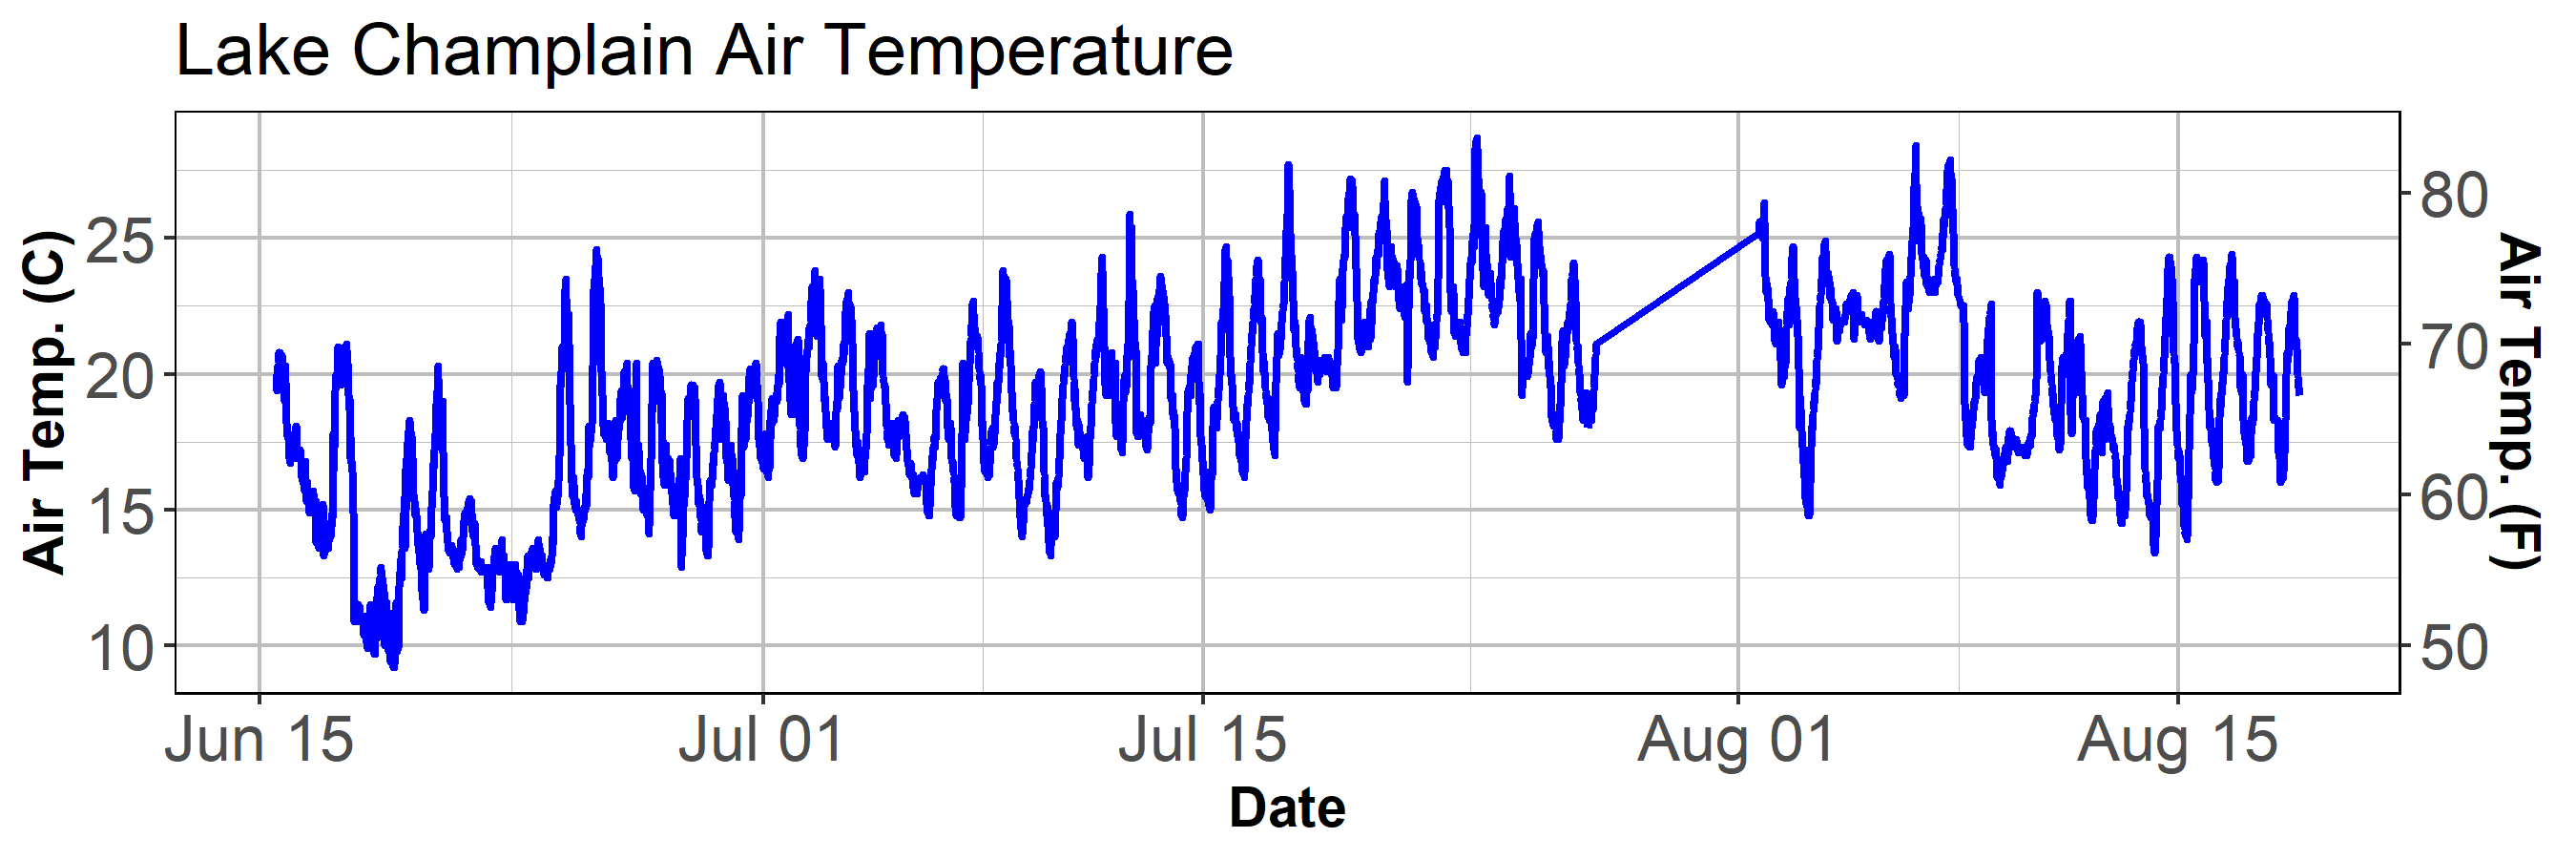 Lake Champlain Air Temperature
Air Temp. (C)
25
20
15
10
80
70
60
50
Air Temp. (F)
Jun 15
Jul 01
Jul 15
Aug 01
Aug 15
Date